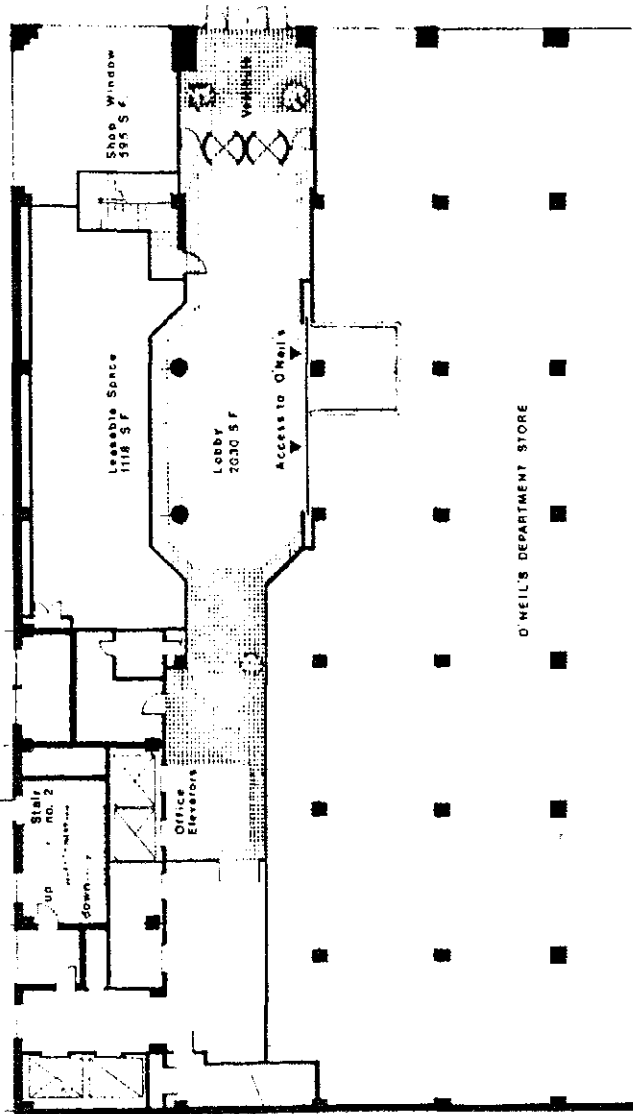 Shop Window
595 S F
Vestibule
Leasable Space
1118 S F
Lobby
2030 S F
Access to O'Neil's
O'NEIL'S DEPARTMENT STORE
Office
Elevators
Stair
no. 2
up
down